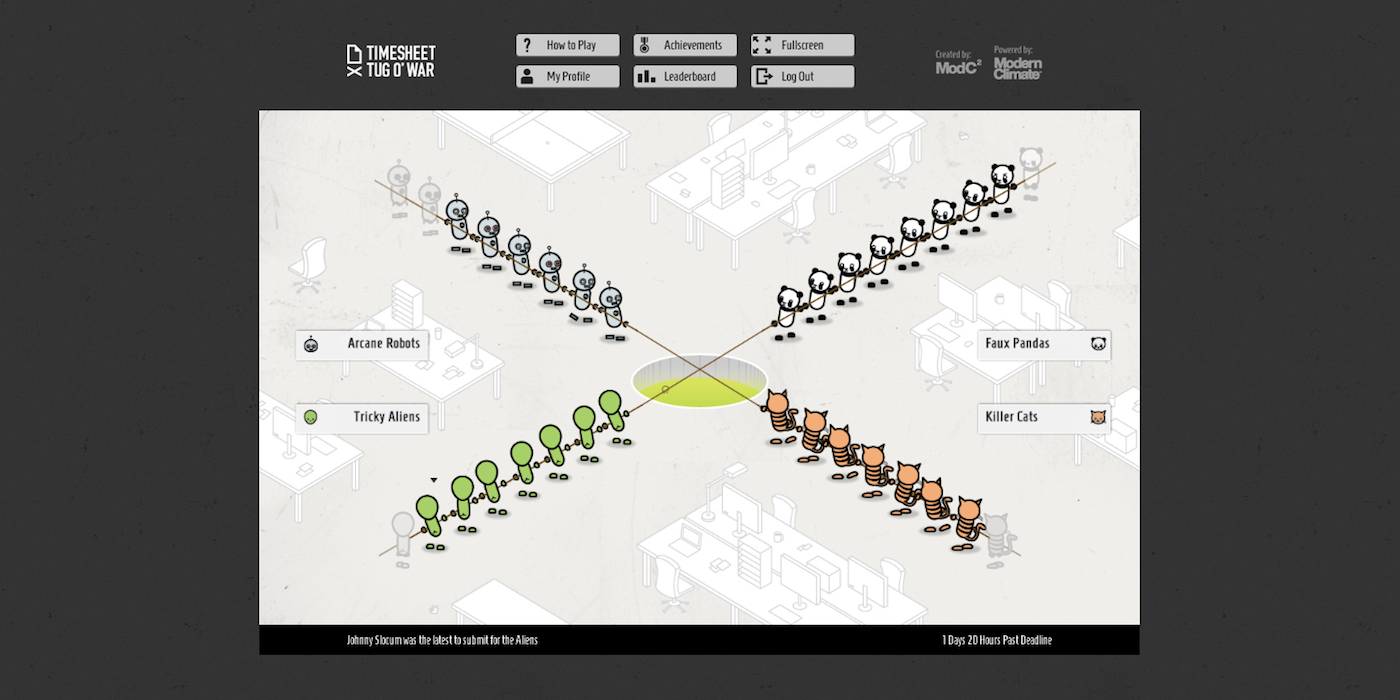 TIMESHEET
TUG O' WAR
? How to Play
Achievements
Fullscreen
My Profile
Leaderboard
Log Out
Created by:
ModC²
Powered by:
Modern
Climate
Arcane Robots
Faux Pandas
Tricky Aliens
Killer Cats
Johnny Slocum was the latest to submit for the Aliens
1 Days 20 Hours Past Deadline